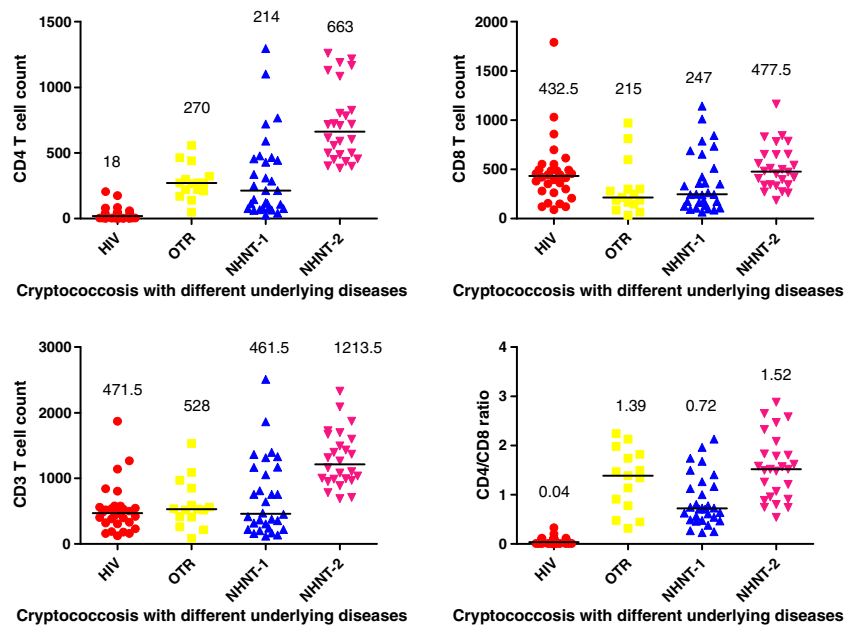 CD4 T cell count
1500
1000
500
0
18
270
214
663
HIV
OTR
NHNT-1
NHNT-2
Cryptococcosis with different underlying diseases
CD8 T cell count
2000
1500
1000
500
0
432.5
215
247
477.5
HIV
OTR
NHNT-1
NHNT-2
Cryptococcosis with different underlying diseases
CD3 T cell count
3000
2000
1000
0
471.5
528
461.5
1213.5
HIV
OTR
NHNT-1
NHNT-2
Cryptococcosis with different underlying diseases
CD4/CD8 ratio
4
3
2
1
0
0.04
1.39
0.72
1.52
HIV
OTR
NHNT-1
NHNT-2
Cryptococcosis with different underlying diseases